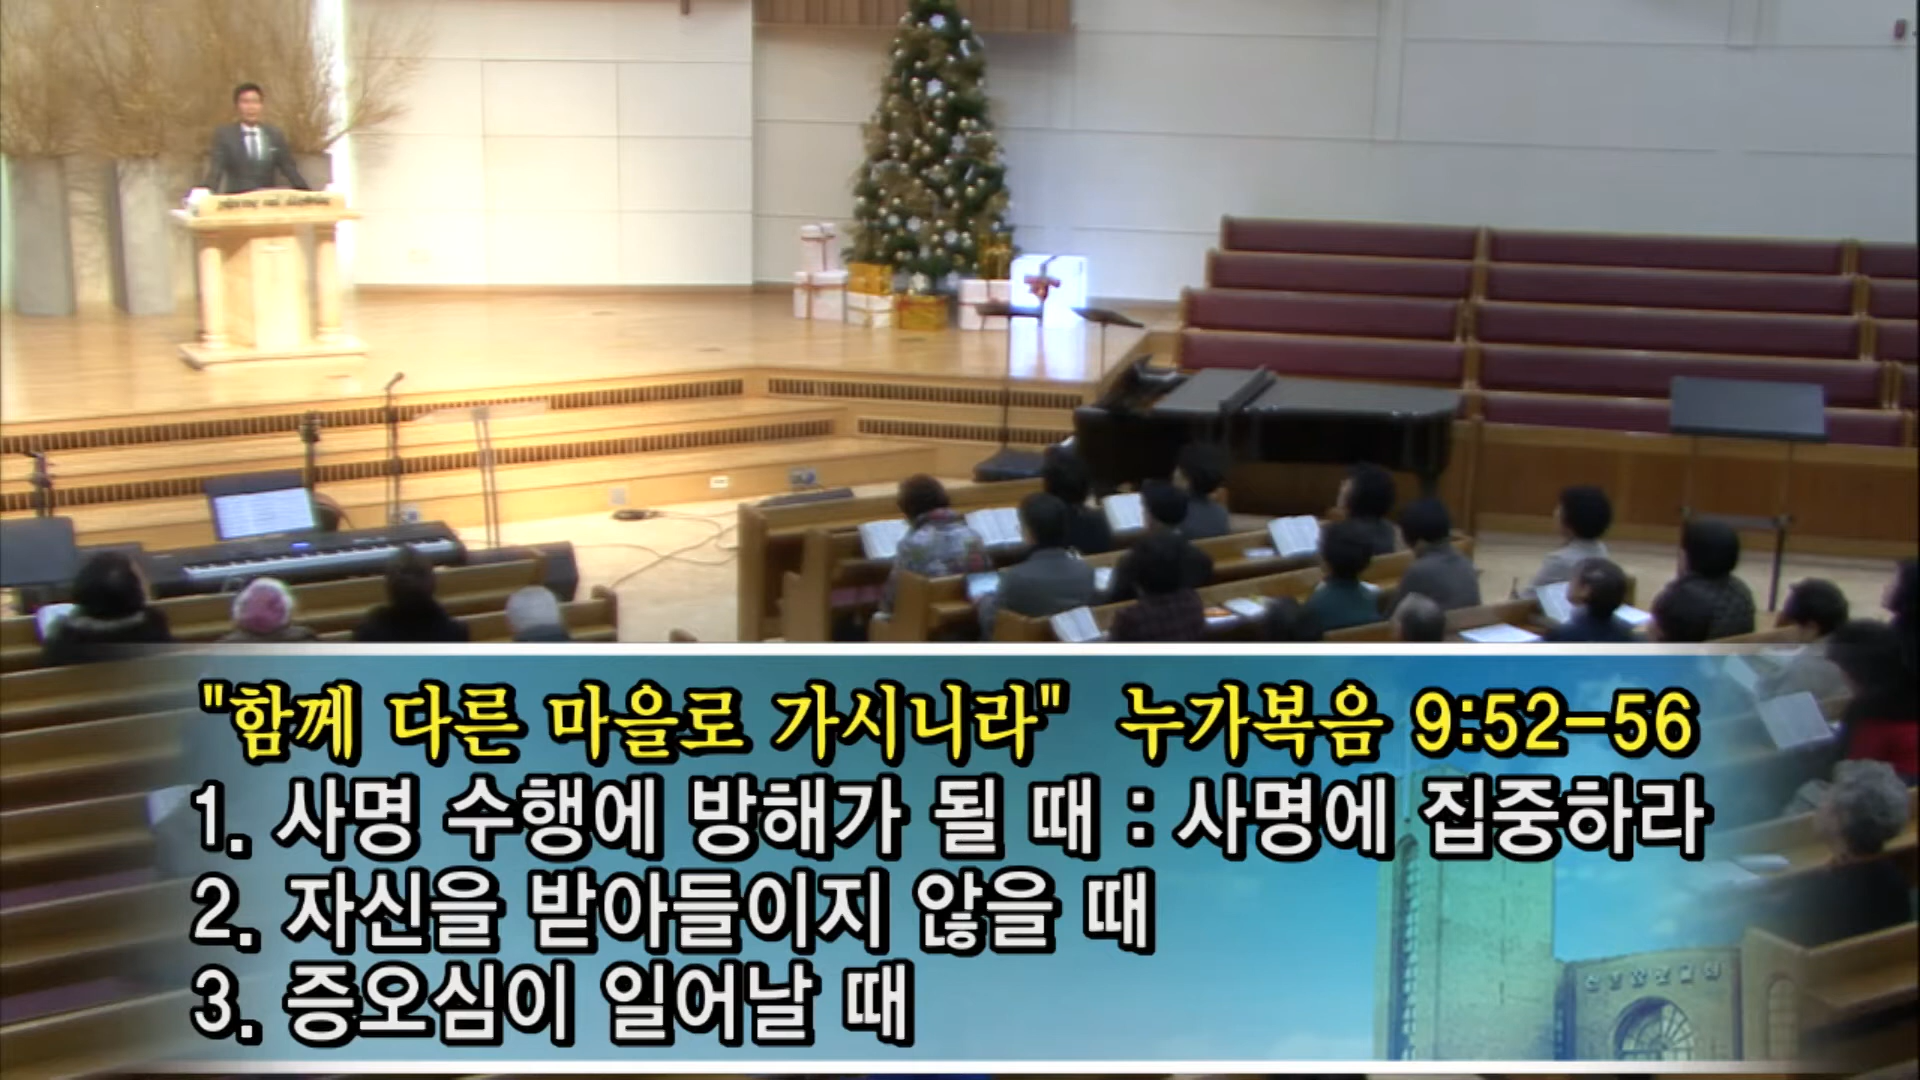 "함께 다른 마을로 가시니라" 누가복음 9:52-56
1. 사명 수행에 방해가 될 때 : 사명에 집중하라
2. 자신을 받아들이지 않을 때
3. 증오심이 일어날 때